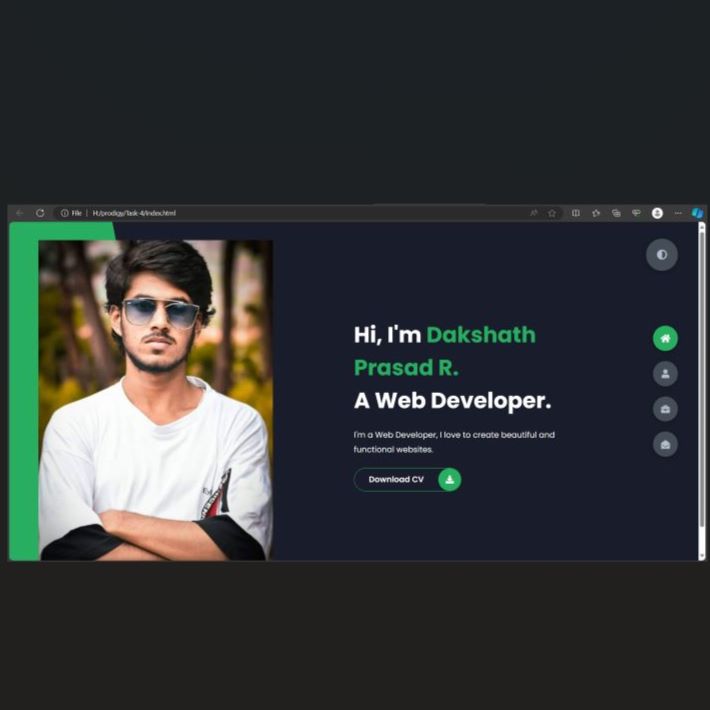 File | H:/prodigy/Task-4/index.html
Hi, I'm Dakshath
Prasad R.
A Web Developer.
I'm a Web Developer, I love to create beautiful and
functional websites.
Download CV